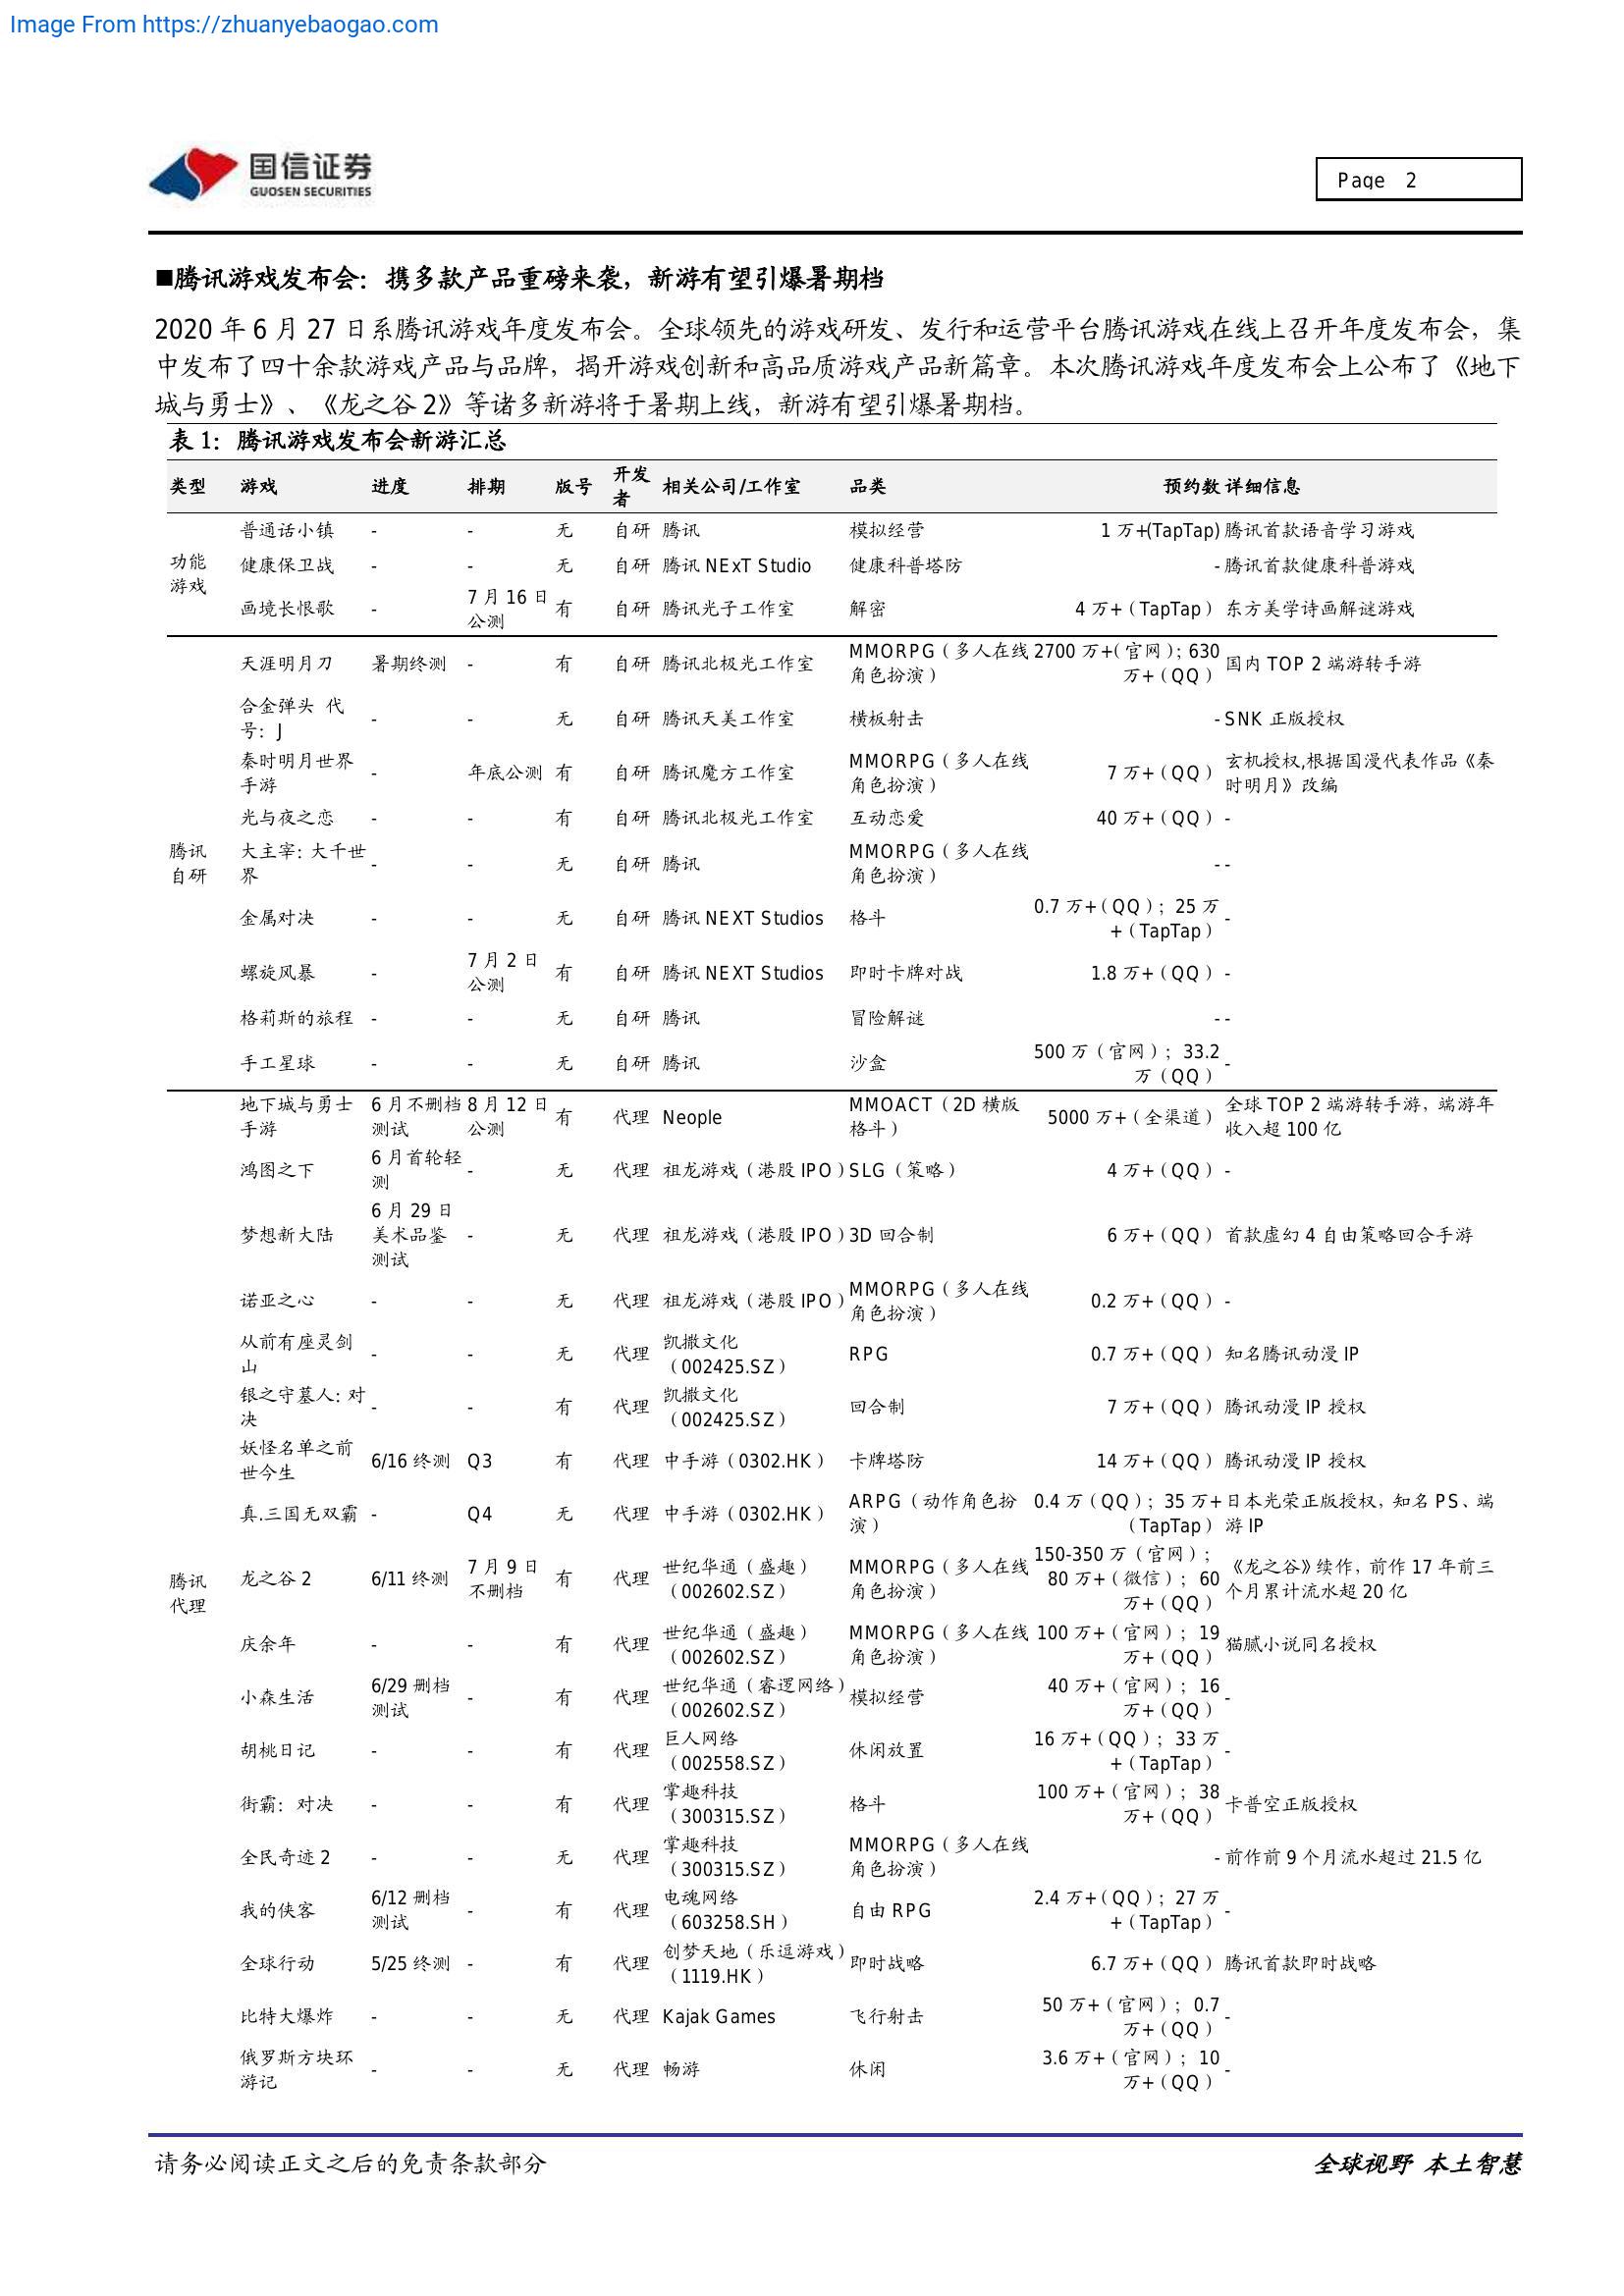 Image From https://zhuanyebaogao.com
国信证券
GUOSEN SECURITIES
Page 2
■腾讯游戏发布会：携多款产品重磅来袭，新游有望引爆暑期档
2020 年 6 月 27 日系腾讯游戏年度发布会。全球领先的游戏研发、发行和运营平台腾讯游戏在线上召开年度发布会，集
中发布了四十余款游戏产品与品牌，揭开游戏创新和高品质游戏产品新篇章。本次腾讯游戏年度发布会上公布了《地下
城与勇士》、《龙之谷 2》等诸多新游将于暑期上线，新游有望引爆暑期档。
表 1：腾讯游戏发布会新游汇总
类型 游戏 进度 排期 版号 开发者 相关公司/工作室 品类 预约数 详细信息
功能游戏
普通话小镇 - - 无 自研 腾讯 模拟经营 1 万+(TapTap) 腾讯首款语音学习游戏
健康保卫战 - - 无 自研 腾讯 NExT Studio 健康科普塔防 - 腾讯首款健康科普游戏
画境长恨歌 - 7 月 16 日公测 有 自研 腾讯光子工作室 解密 4 万+（TapTap） 东方美学诗画解谜游戏
腾讯自研
天涯明月刀 暑期终测 - 有 自研 腾讯北极光工作室 MMORPG（多人在线角色扮演） 2700 万+（官网）；630 万+（QQ） 国内 TOP 2 端游转手游
合金弹头 代号：J - - 无 自研 腾讯天美工作室 横板射击 - SNK 正版授权
秦时明月世界手游 - 年底公测 有 自研 腾讯魔方工作室 MMORPG（多人在线角色扮演） 7 万+（QQ） 玄机授权,根据国漫代表作品《秦时明月》改编
光与夜之恋 - - 有 自研 腾讯北极光工作室 互动恋爱 40 万+（QQ） -
大主宰：大千世界 - - 无 自研 腾讯 MMORPG（多人在线角色扮演） - -
金属对决 - - 无 自研 腾讯 NEXT Studios 格斗 0.7 万+（QQ）；25 万+（TapTap） -
螺旋风暴 - 7 月 2 日公测 有 自研 腾讯 NEXT Studios 即时卡牌对战 1.8 万+（QQ） -
格莉斯的旅程 - - 无 自研 腾讯 冒险解谜 - -
手工星球 - - 无 自研 腾讯 沙盒 500 万（官网）；33.2 万（QQ） -
腾讯代理
地下城与勇士手游 6 月不删档测试 8 月 12 日公测 有 代理 Neople MMOACT（2D 横版格斗） 5000 万+（全渠道） 全球 TOP 2 端游转手游，端游年收入超 100 亿
鸿图之下 6 月首轮轻测 - 无 代理 祖龙游戏（港股 IPO） SLG（策略） 4 万+（QQ） -
梦想新大陆 6 月 29 日美术品鉴测试 - 无 代理 祖龙游戏（港股 IPO） 3D 回合制 6 万+（QQ） 首款虚幻 4 自由策略回合手游
诺亚之心 - - 无 代理 祖龙游戏（港股 IPO） MMORPG（多人在线角色扮演） 0.2 万+（QQ） -
从前有座灵剑山 - - 无 代理 凯撒文化（002425.SZ） RPG 0.7 万+（QQ） 知名腾讯动漫 IP
银之守墓人：对决 - - 有 代理 凯撒文化（002425.SZ） 回合制 7 万+（QQ） 腾讯动漫 IP 授权
妖怪名单之前世今生 6/16 终测 Q3 有 代理 中手游（0302.HK） 卡牌塔防 14 万+（QQ） 腾讯动漫 IP 授权
真.三国无双霸 - Q4 无 代理 中手游（0302.HK） ARPG（动作角色扮演） 0.4 万（QQ）；35 万+（TapTap） 日本光荣正版授权，知名 PS、端游 IP
龙之谷 2 6/11 终测 7 月 9 日不删档 有 代理 世纪华通（盛趣）（002602.SZ） MMORPG（多人在线角色扮演） 150-350 万（官网）；80 万+（微信）；60 万+（QQ） 《龙之谷》续作，前作 17 年前三个月累计流水超 20 亿
庆余年 - - 有 代理 世纪华通（盛趣）（002602.SZ） MMORPG（多人在线角色扮演） 100 万+（官网）；19 万+（QQ） 猫腻小说同名授权
小森生活 6/29 删档测试 - 有 代理 世纪华通（睿逻网络）（002602.SZ） 模拟经营 40 万+（官网）；16 万+（QQ） -
胡桃日记 - - 有 代理 巨人网络（002558.SZ） 休闲放置 16 万+（QQ）；33 万+（TapTap） -
街霸：对决 - - 有 代理 掌趣科技（300315.SZ） 格斗 100 万+（官网）；38 万+（QQ） 卡普空正版授权
全民奇迹 2 - - 无 代理 掌趣科技（300315.SZ） MMORPG（多人在线角色扮演） - 前作前 9 个月流水超过 21.5 亿
我的侠客 6/12 删档测试 - 有 代理 电魂网络（603258.SH） 自由 RPG 2.4 万+（QQ）；27 万+（TapTap） -
全球行动 5/25 终测 - 有 代理 创梦天地（乐逗游戏）（1119.HK） 即时战略 6.7 万+（QQ） 腾讯首款即时战略
比特大爆炸 - - 无 代理 Kajak Games 飞行射击 50 万+（官网）；0.7 万+（QQ） -
俄罗斯方块环游记 - - 无 代理 畅游 休闲 3.6 万+（官网）；10 万+（QQ） -
请务必阅读正文之后的免责条款部分
全球视野 本土智慧